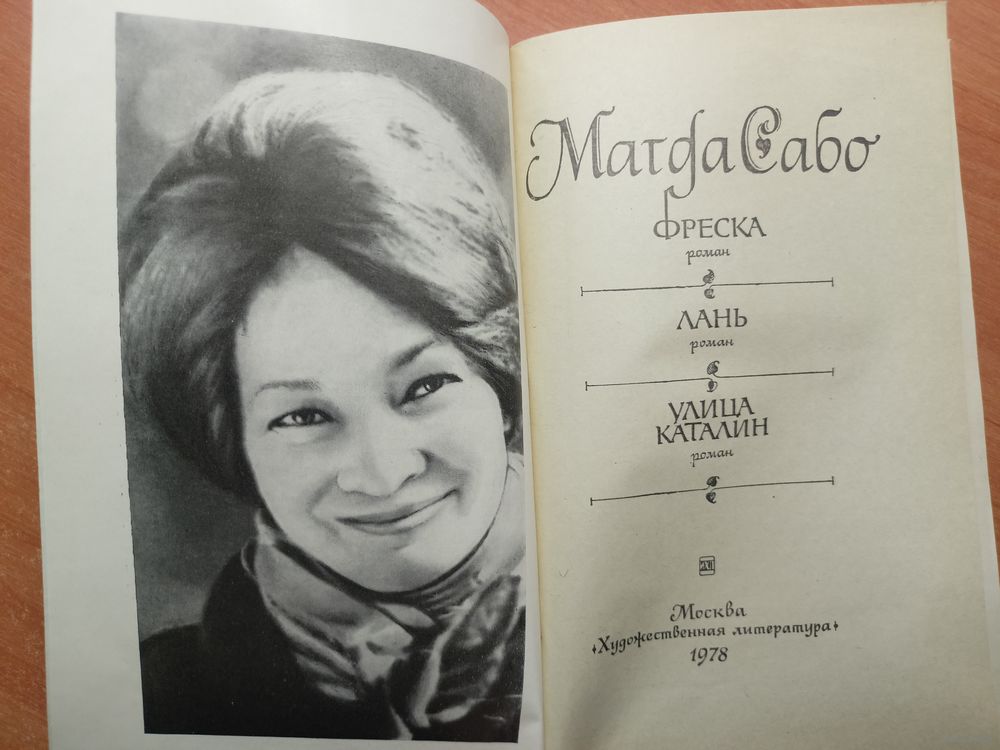 Магда Сабо
ФРЕСКА
роман
ЛАНЬ
роман
УЛИЦА
КАТАЛИН
роман
Москва
«Художественная литература»
1978